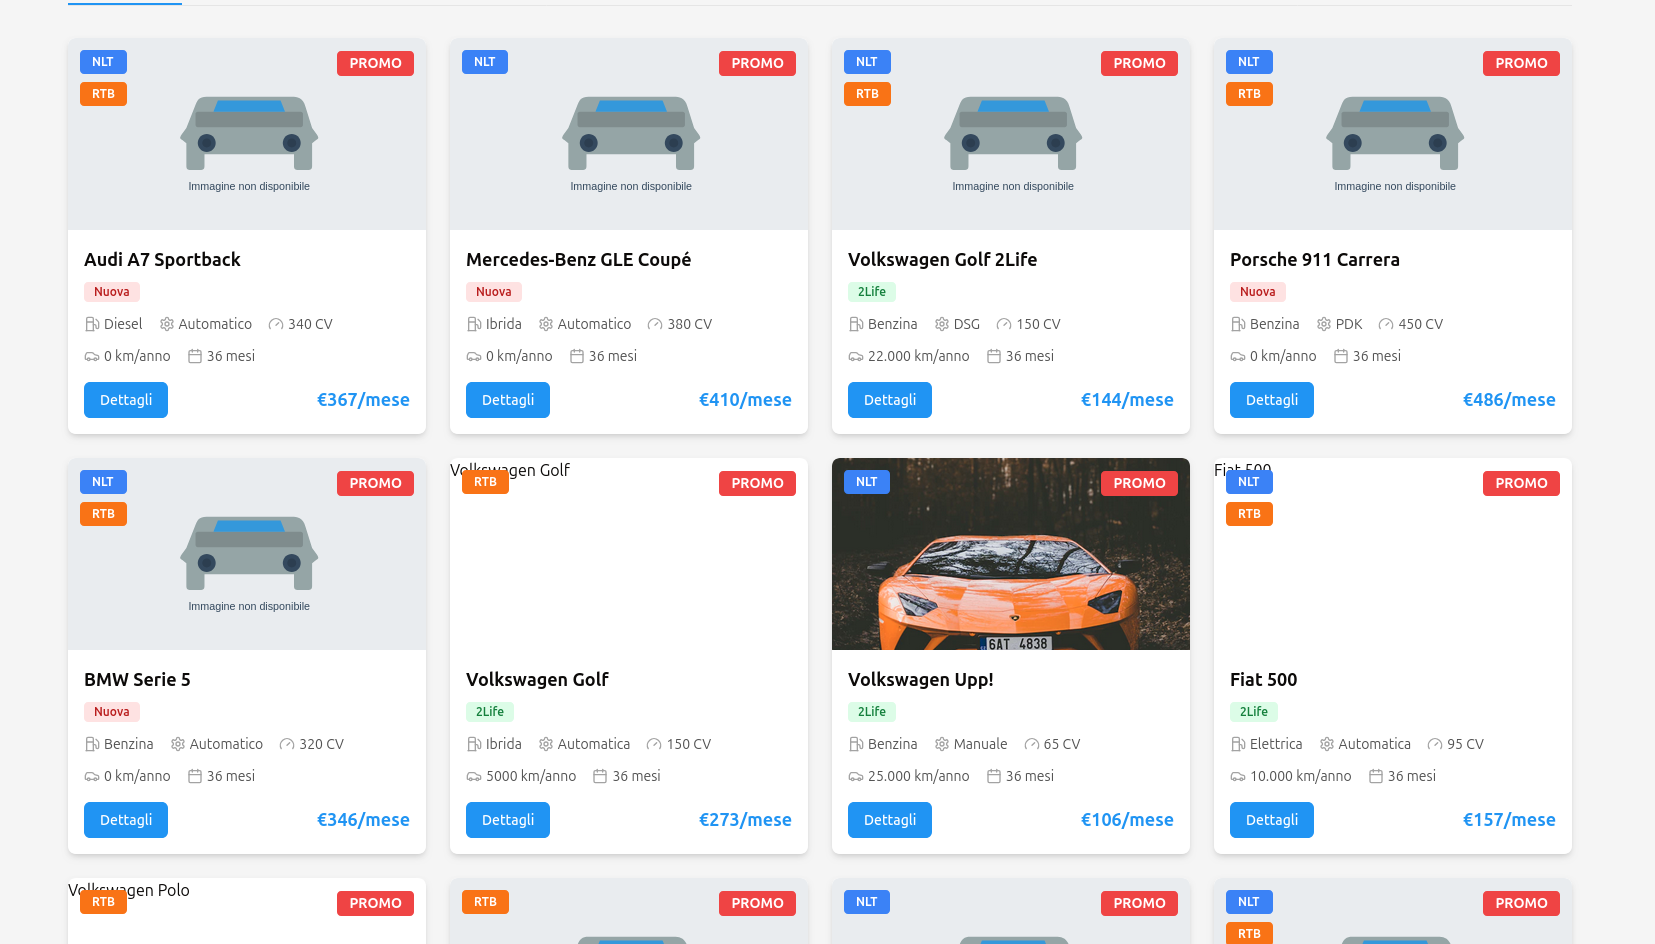 NLT
PROMO
RTB
Immagine non disponibile
Audi A7 Sportback
Nuova
Diesel Automatico 340 CV
0 km/anno 36 mesi
Dettagli €367/mese
NLT
PROMO
Immagine non disponibile
Mercedes-Benz GLE Coupé
Nuova
Ibrida Automatico 380 CV
0 km/anno 36 mesi
Dettagli €410/mese
NLT
PROMO
RTB
Immagine non disponibile
Volkswagen Golf 2Life
2Life
Benzina DSG 150 CV
22.000 km/anno 36 mesi
Dettagli €144/mese
NLT
PROMO
RTB
Immagine non disponibile
Porsche 911 Carrera
Nuova
Benzina PDK 450 CV
0 km/anno 36 mesi
Dettagli €486/mese
NLT
PROMO
RTB
Immagine non disponibile
BMW Serie 5
Nuova
Benzina Automatico 320 CV
0 km/anno 36 mesi
Dettagli €346/mese
Volkswagen Golf
RTB
PROMO
Volkswagen Golf
2Life
Ibrida Automatica 150 CV
5000 km/anno 36 mesi
Dettagli €273/mese
NLT
PROMO
6AT 4838
Volkswagen Upp!
2Life
Benzina Manuale 65 CV
25.000 km/anno 36 mesi
Dettagli €106/mese
Fiat 500
NLT
PROMO
RTB
Fiat 500
2Life
Elettrica Automatica 95 CV
10.000 km/anno 36 mesi
Dettagli €157/mese
Volkswagen Polo
RTB
PROMO
RTB
PROMO
NLT
PROMO
NLT
PROMO
RTB